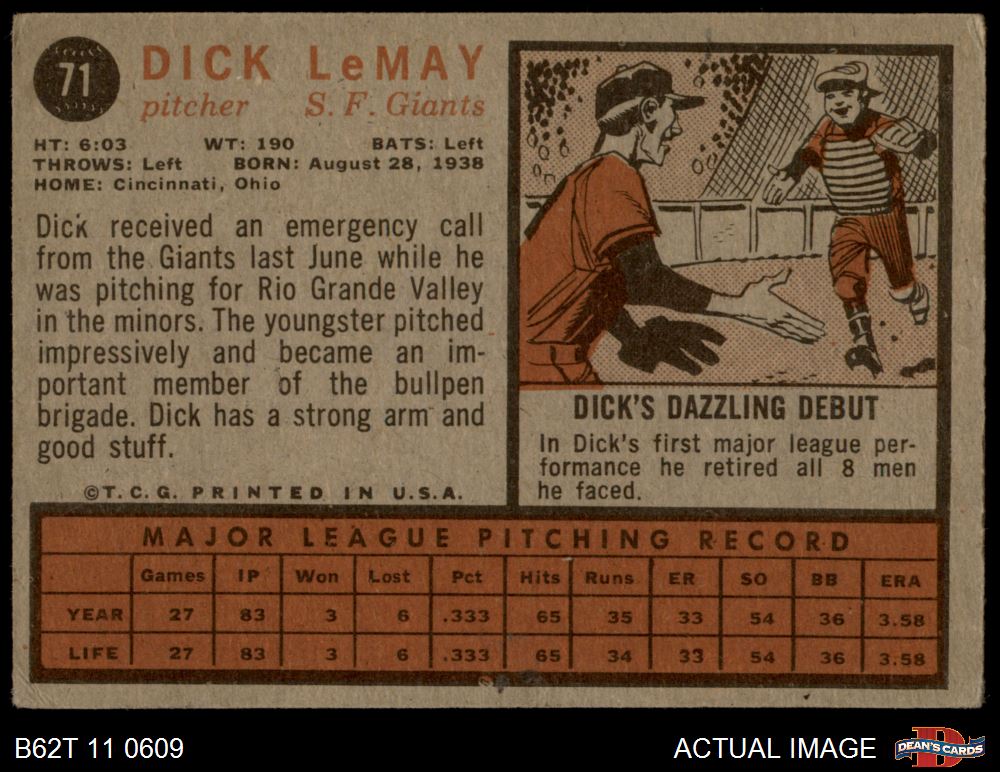 71
DICK LeMAY
pitcher S. F. Giants
HT: 6:03 WT: 190 BATS: Left
THROWS: Left BORN: August 28, 1938
HOME: Cincinnati, Ohio
Dick received an emergency call
from the Giants last June while he
was pitching for Rio Grande Valley
in the minors. The youngster pitched
impressively and became an im-
portant member of the bullpen
brigade. Dick has a strong arm and
good stuff.
©T.C.G. PRINTED IN U.S.A.
DICK'S DAZZLING DEBUT
In Dick's first major league per-
formance he retired all 8 men
he faced.
MAJOR LEAGUE PITCHING RECORD
Games IP Won Lost Pct Hits Runs ER SO BB ERA
YEAR 27 83 3 6 .333 65 35 33 54 36 3.58
LIFE 27 83 3 6 .333 65 34 33 54 36 3.58
B62T 11 0609 ACTUAL IMAGE D DEAN'S CARDS